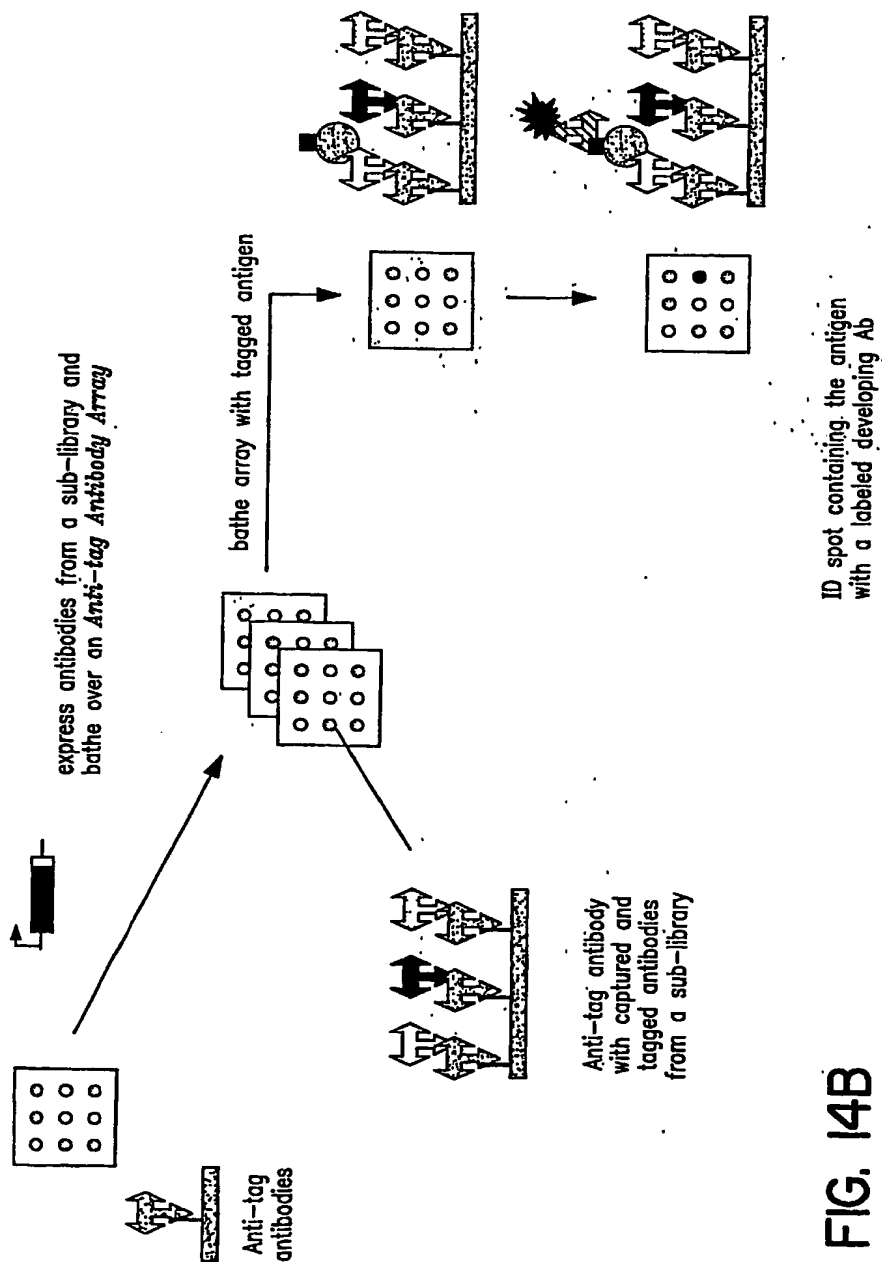 express antibodies from a sub-library and
bathe over an Anti-tag Antibody Array
Anti-tag
antibodies
bathe array with tagged antigen
Anti-tag antibody
with captured and
tagged antibodies
from a sub-library
ID spot containing the antigen
with a labeled developing Ab
FIG. 14B